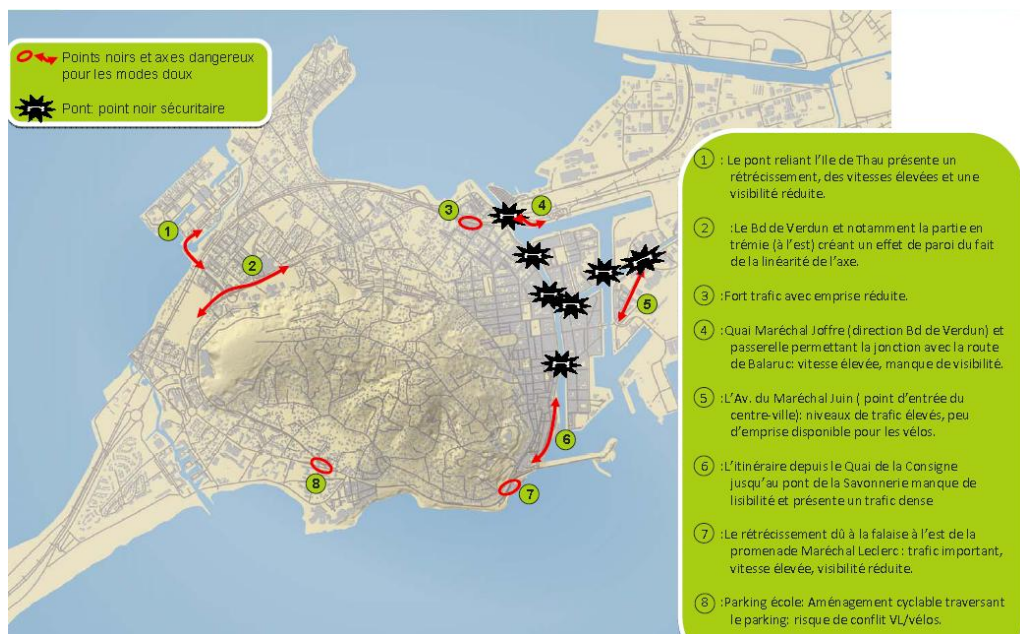 Points noirs et axes dangereux
pour les modes doux
Pont: point noir sécuritaire
1
2
3
4
5
6
7
8
1 : Le pont reliant l'Ile de Thau présente un
rétrécissement, des vitesses élevées et une
visibilité réduite.
2 :Le Bd de Verdun et notamment la partie en
trémie (à l'est) créant un effet de paroi du fait
de la linéarité de l'axe.
3 :Fort trafic avec emprise réduite.
4 :Quai Maréchal Joffre (direction Bd de Verdun) et
passerelle permettant la jonction avec la route
de Balaruc: vitesse élevée, manque de visibilité.
5 :L'Av. du Maréchal Juin ( point d'entrée du
centre-ville): niveaux de trafic élevés, peu
d'emprise disponible pour les vélos.
6 :L'itinéraire depuis le Quai de la Consigne
jusqu'au pont de la Savonnerie manque de
lisibilité et présente un trafic dense
7 :Le rétrécissement dû à la falaise à l'est de la
promenade Maréchal Leclerc : trafic important,
vitesse élevée, visibilité réduite.
8 :Parking école: Aménagement cyclable traversant
le parking: risque de conflit VL/vélos.